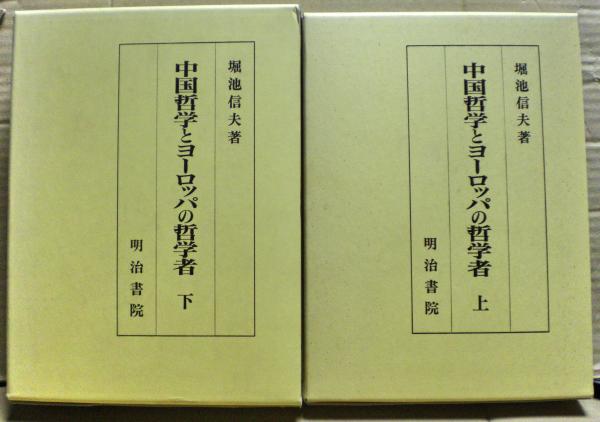 堀池信夫著
中国哲学とヨーロッパの哲学者 上
明治書院
堀池信夫著
中国哲学とヨーロッパの哲学者 下
明治書院